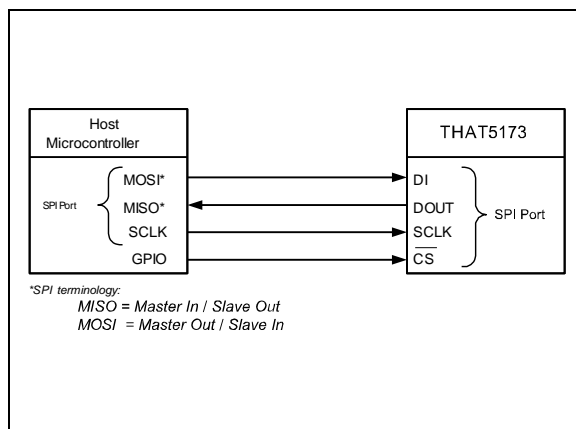 Host
Microcontroller
THAT5173
MOSI*
MISO*
SCLK
GPIO
SPI Port
DI
DOUT
SCLK
CS
SPI Port
*SPI terminology:
MISO = Master In / Slave Out
MOSI = Master Out / Slave In